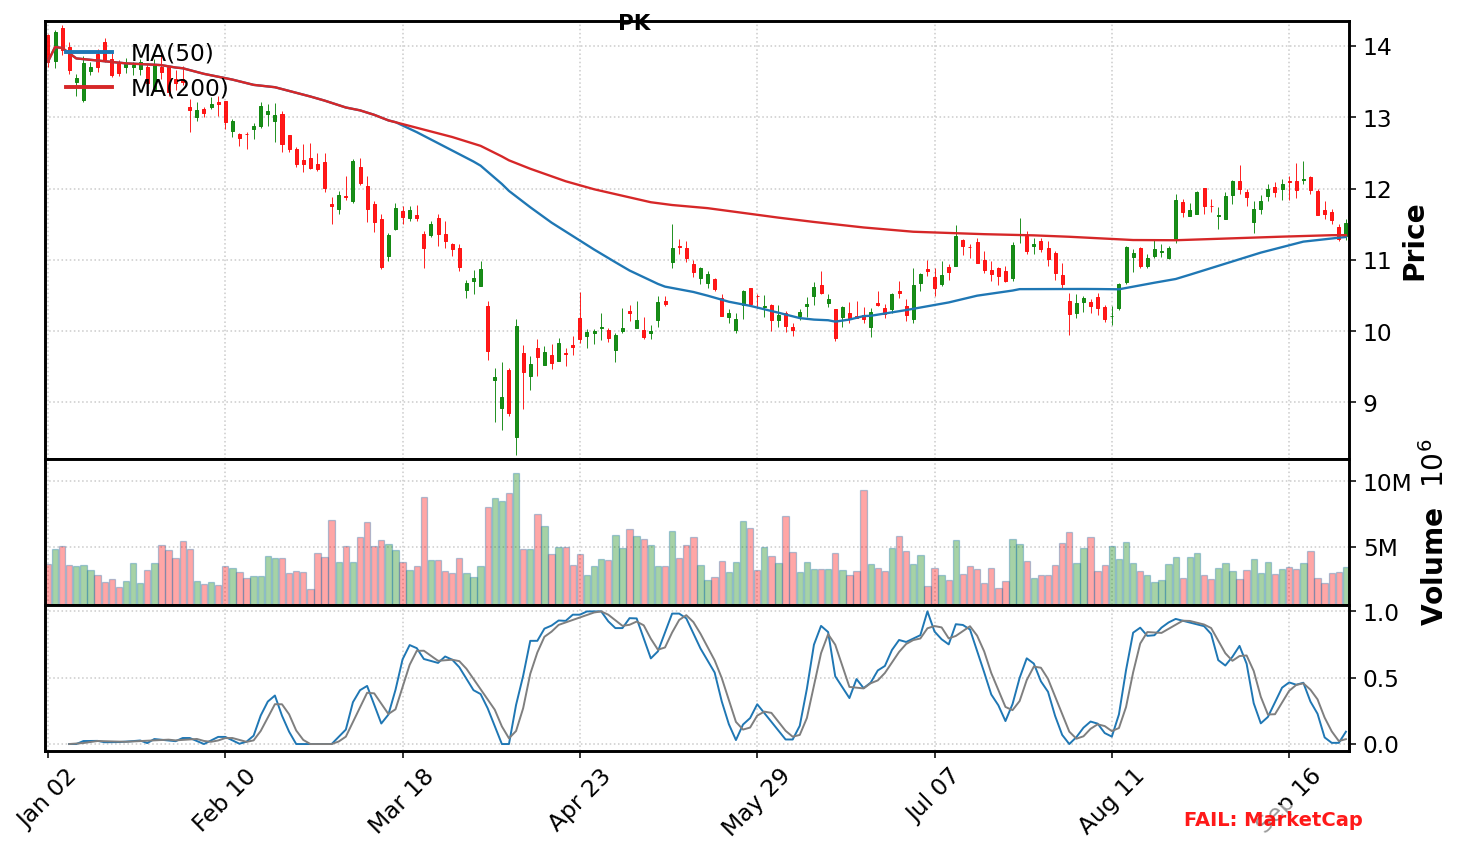 PK
MA(50)
MA(200)
14
13
12
11
10
9
Price
10M
5M
Volume 10^6
1.0
0.5
0.0
Jan 02
Feb 10
Mar 18
Apr 23
May 29
Jul 07
Aug 11
Sep 16
FAIL: MarketCap